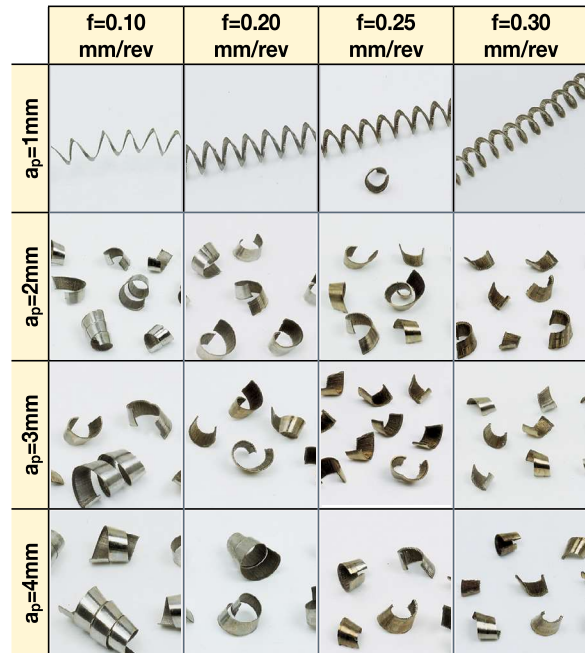 f=0.10
mm/rev
f=0.20
mm/rev
f=0.25
mm/rev
f=0.30
mm/rev
ap=1mm
ap=2mm
ap=3mm
ap=4mm